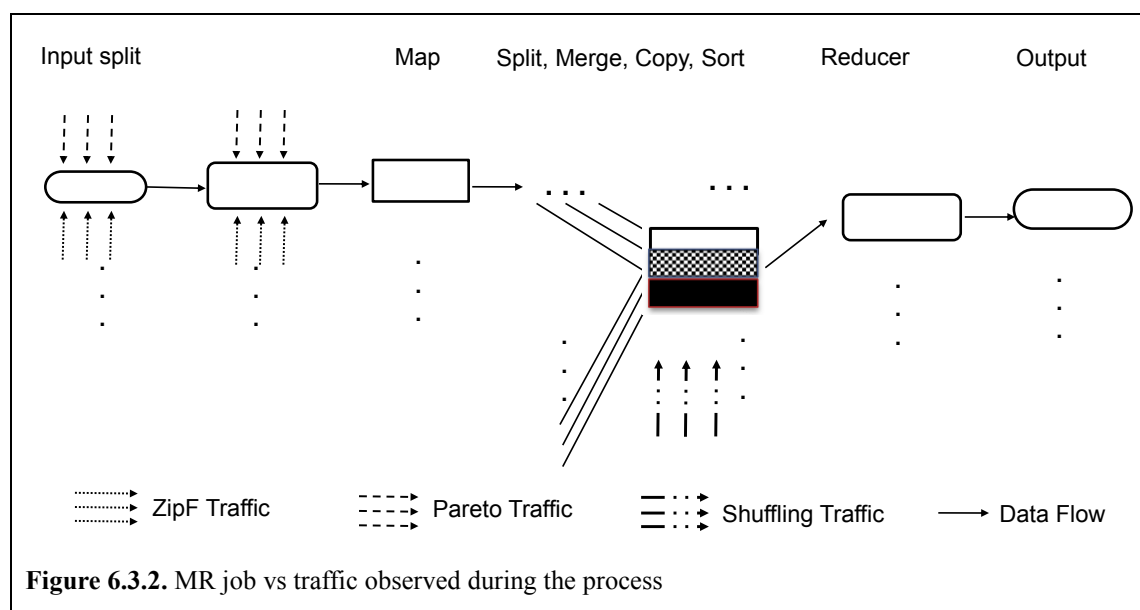 Input split Map Split, Merge, Copy, Sort Reducer Output
ZipF Traffic Pareto Traffic Shuffling Traffic Data Flow
Figure 6.3.2. MR job vs traffic observed during the process